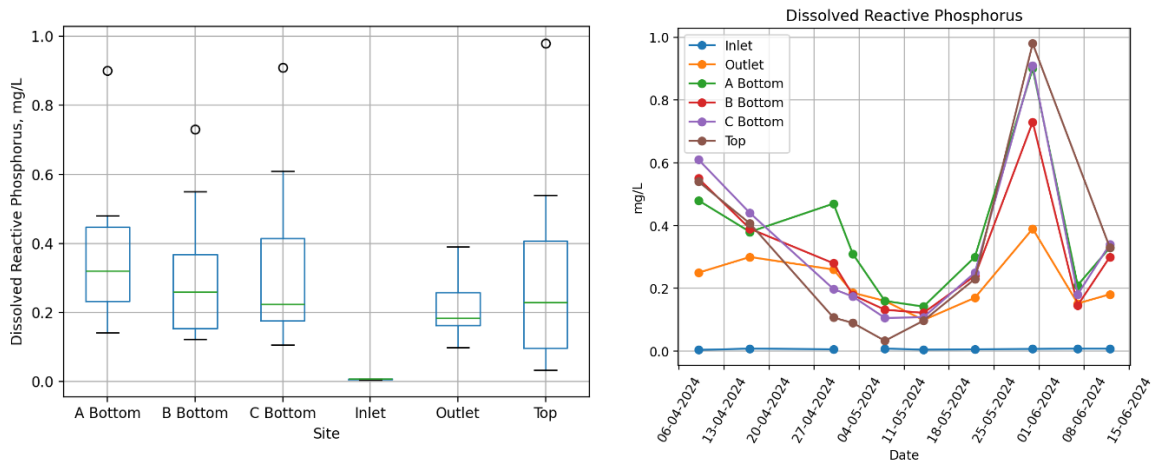 1.0
0.8
0.6
0.4
0.2
0.0
Dissolved Reactive Phosphorus, mg/L
A Bottom B Bottom C Bottom Inlet Outlet Top
Site
Dissolved Reactive Phosphorus
Inlet
Outlet
A Bottom
B Bottom
C Bottom
Top
1.0
0.8
0.6
0.4
0.2
0.0
mg/L
06-04-2024 13-04-2024 20-04-2024 27-04-2024 04-05-2024 11-05-2024 18-05-2024 25-05-2024 01-06-2024 08-06-2024 15-06-2024
Date